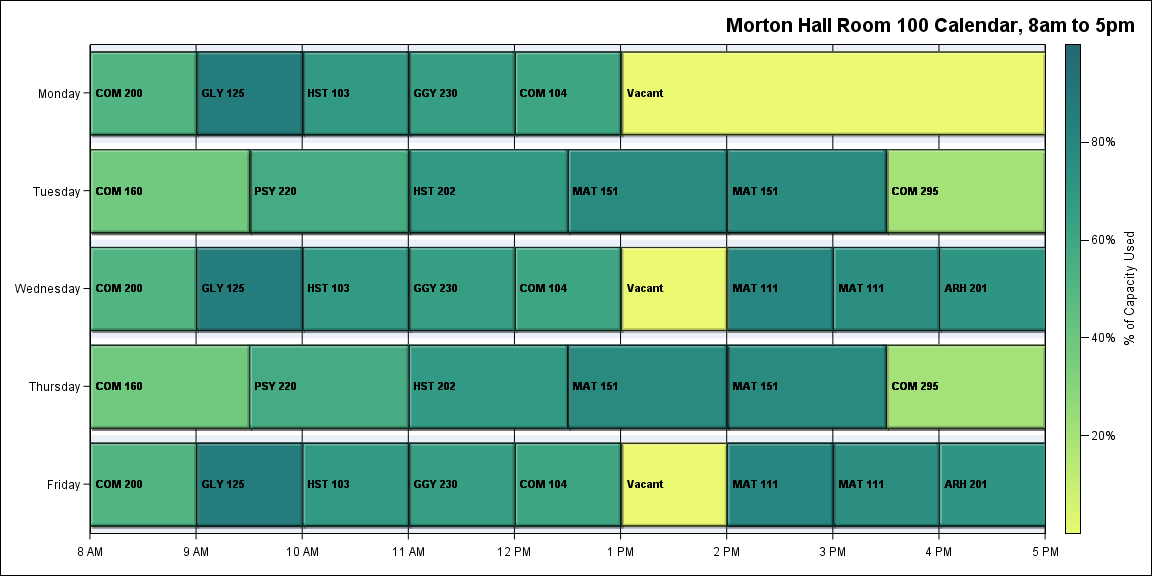 Morton Hall Room 100 Calendar, 8am to 5pm
Monday
COM 200
GLY 125
HST 103
GGY 230
COM 104
Vacant
Tuesday
COM 160
PSY 220
HST 202
MAT 151
MAT 151
COM 295
Wednesday
COM 200
GLY 125
HST 103
GGY 230
COM 104
Vacant
MAT 111
MAT 111
ARH 201
Thursday
COM 160
PSY 220
HST 202
MAT 151
MAT 151
COM 295
Friday
COM 200
GLY 125
HST 103
GGY 230
COM 104
Vacant
MAT 111
MAT 111
ARH 201
8 AM
9 AM
10 AM
11 AM
12 PM
1 PM
2 PM
3 PM
4 PM
5 PM
80%
60%
40%
20%
% of Capacity Used